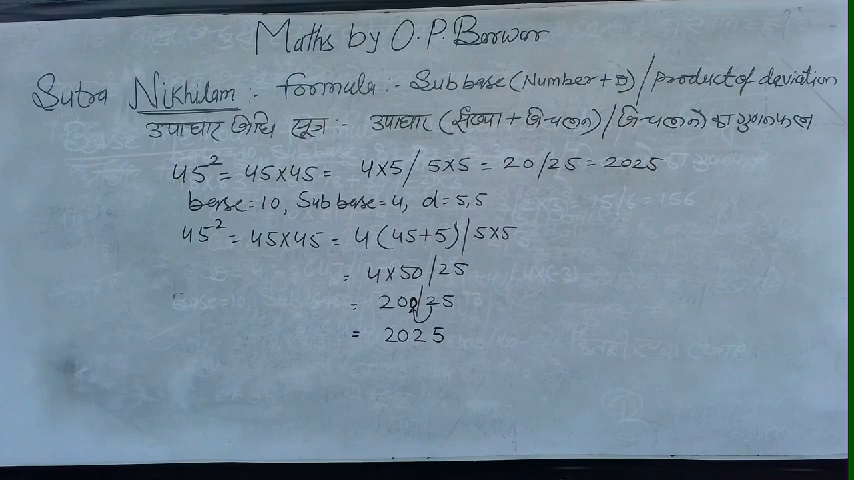 Maths by O.P. Barwar
Sutra Nikhilam :- formula :- Sub base (Number + D) / product of deviation
उपाधार विधि सूत्र :- उपाधार (संख्या + विचलन) / विचलनों का गुणनफल
45² = 45×45 = 4×5 / 5×5 = 20/25 = 2025
base = 10, Sub base = 4, d = 5,5
45² = 45×45 = 4(45+5) / 5×5
= 4×50/25
= 200/25
= 2025